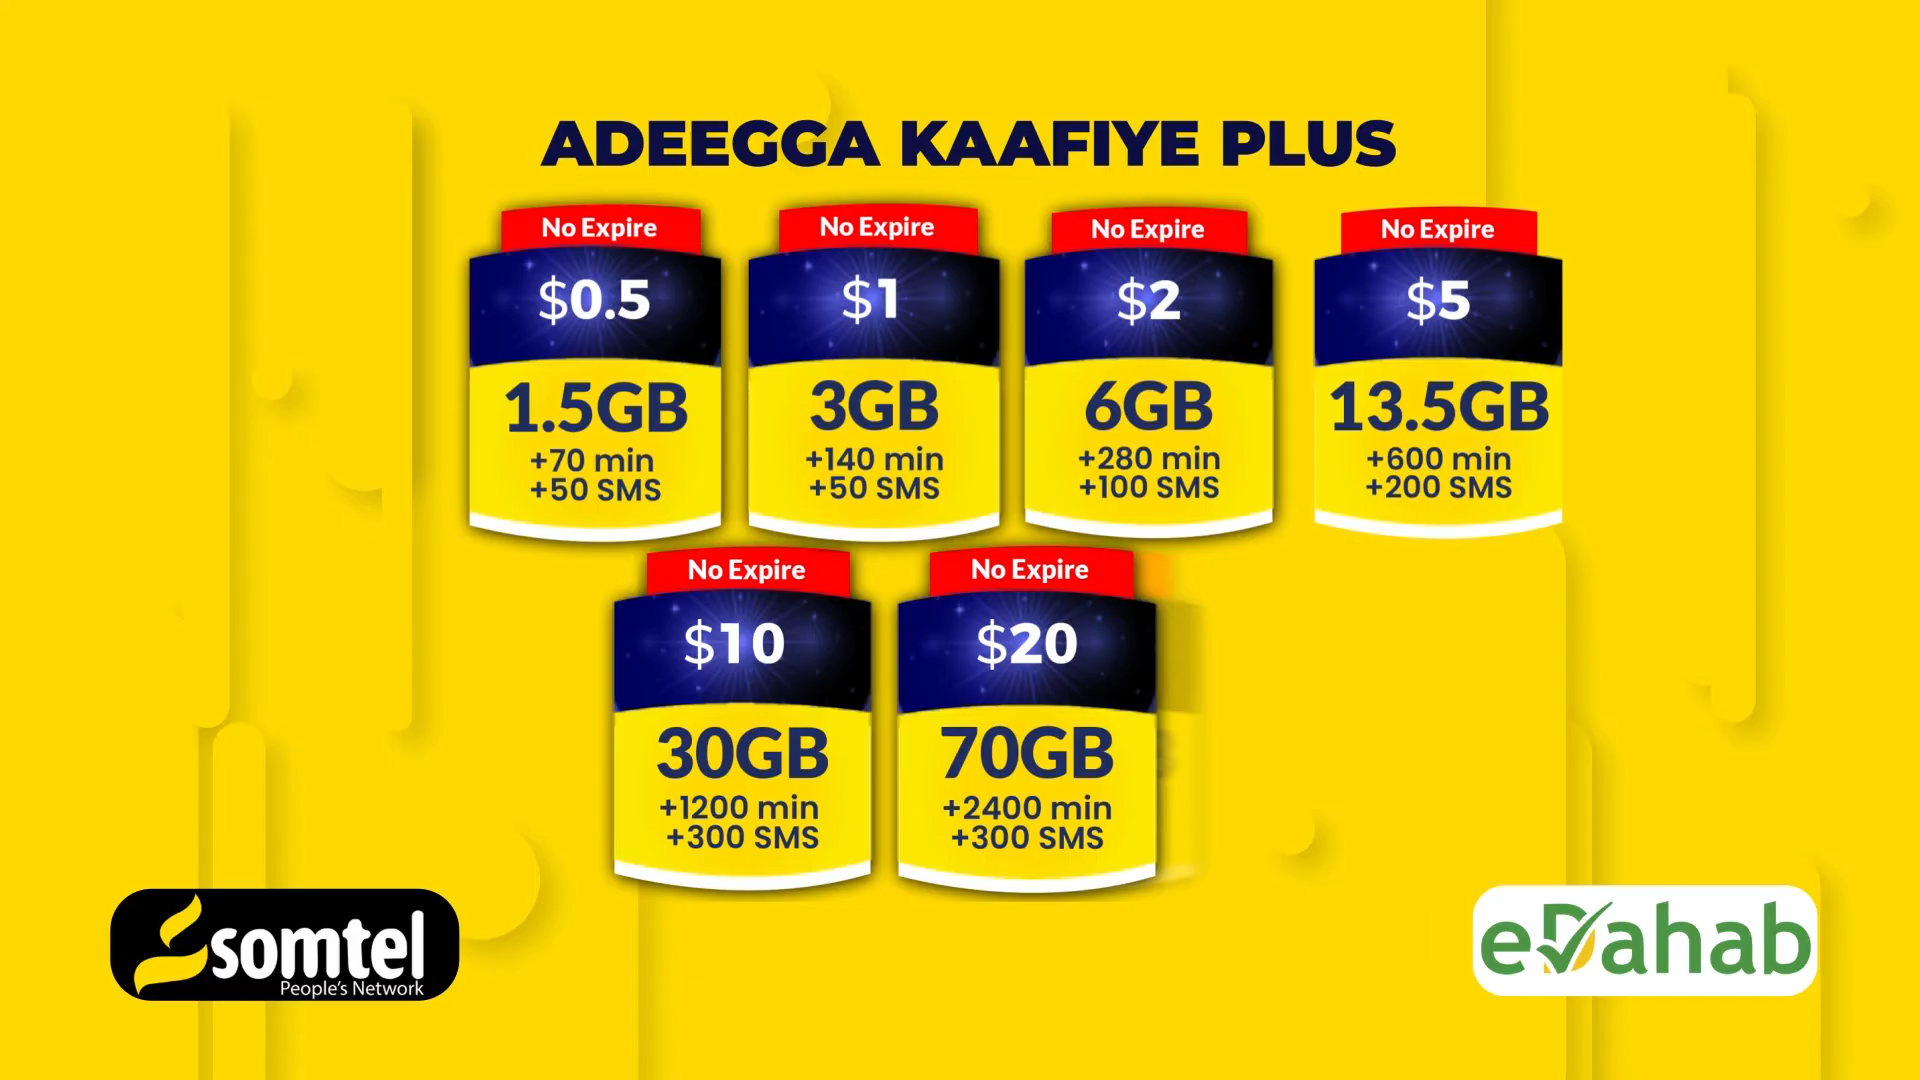 ADEEGGA KAAFIYE PLUS
No Expire
$0.5
1.5GB
+70 min
+50 SMS
No Expire
$1
3GB
+140 min
+50 SMS
No Expire
$2
6GB
+280 min
+100 SMS
No Expire
$5
13.5GB
+600 min
+200 SMS
No Expire
$10
30GB
+1200 min
+300 SMS
No Expire
$20
70GB
+2400 min
+300 SMS
somtel
People's Network
eDahab